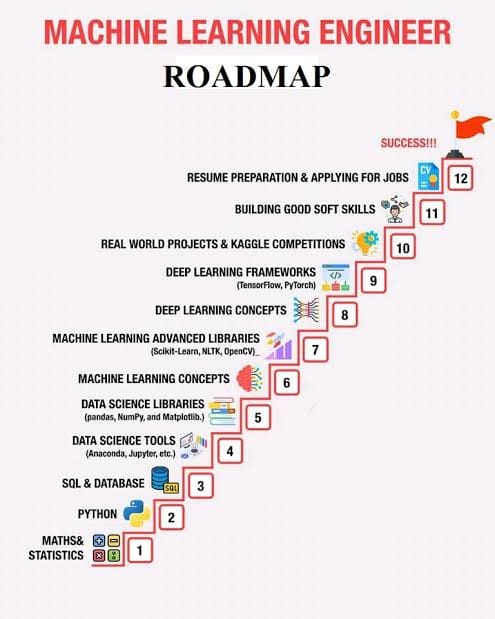 MACHINE LEARNING ENGINEER
ROADMAP
SUCCESS!!!
RESUME PREPARATION & APPLYING FOR JOBS
CV
12
BUILDING GOOD SOFT SKILLS
11
REAL WORLD PROJECTS & KAGGLE COMPETITIONS
10
DEEP LEARNING FRAMEWORKS
(TensorFlow, PyTorch)
</>
9
DEEP LEARNING CONCEPTS
8
MACHINE LEARNING ADVANCED LIBRARIES
(Scikit-Learn, NLTK, OpenCV)_
7
MACHINE LEARNING CONCEPTS
6
DATA SCIENCE LIBRARIES
(pandas, NumPy, and Matplotlib.)
5
DATA SCIENCE TOOLS
(Anaconda, Jupyter, etc.)
4
SQL & DATABASE
SQL
3
PYTHON
2
MATHS&
STATISTICS
1